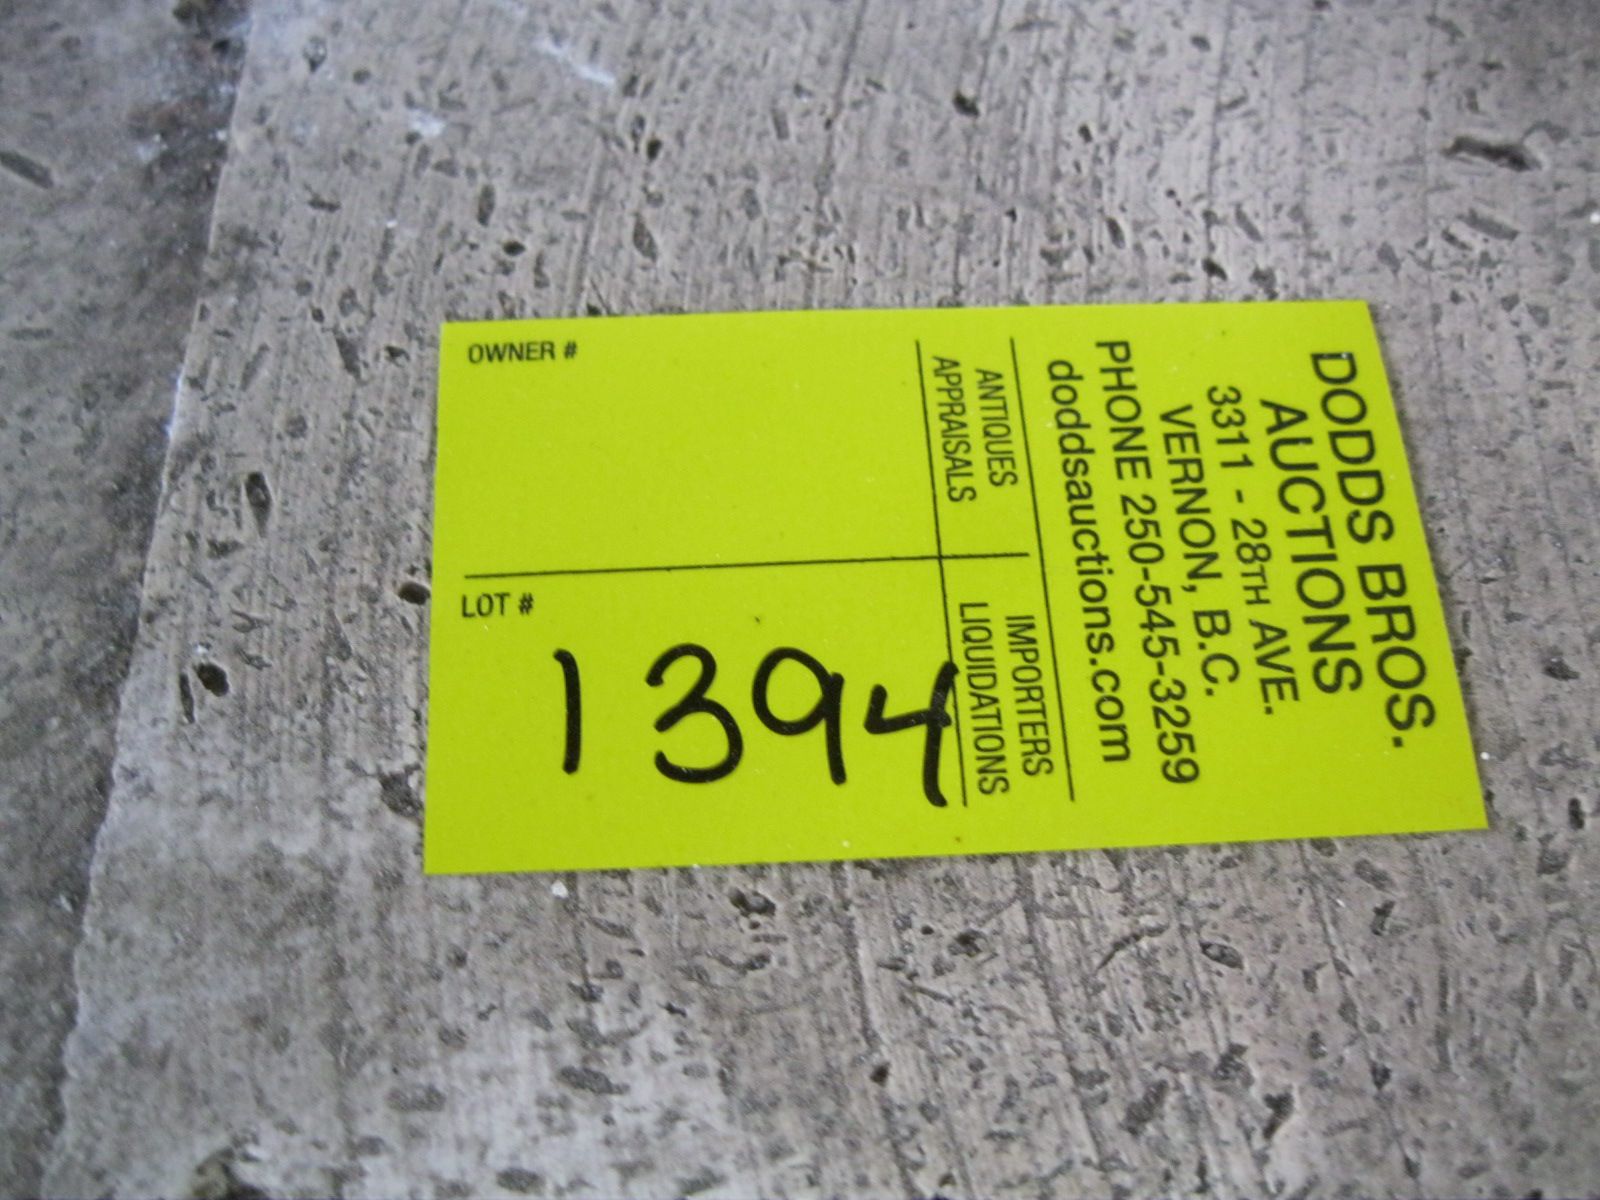 DODDS BROS.
AUCTIONS
3311 - 28TH AVE.
VERNON, B.C.
PHONE 250-545-3259
doddsauctions.com
ANTIQUES
APPRAISALS
IMPORTERS
LIQUIDATIONS
OWNER #
LOT #
1394